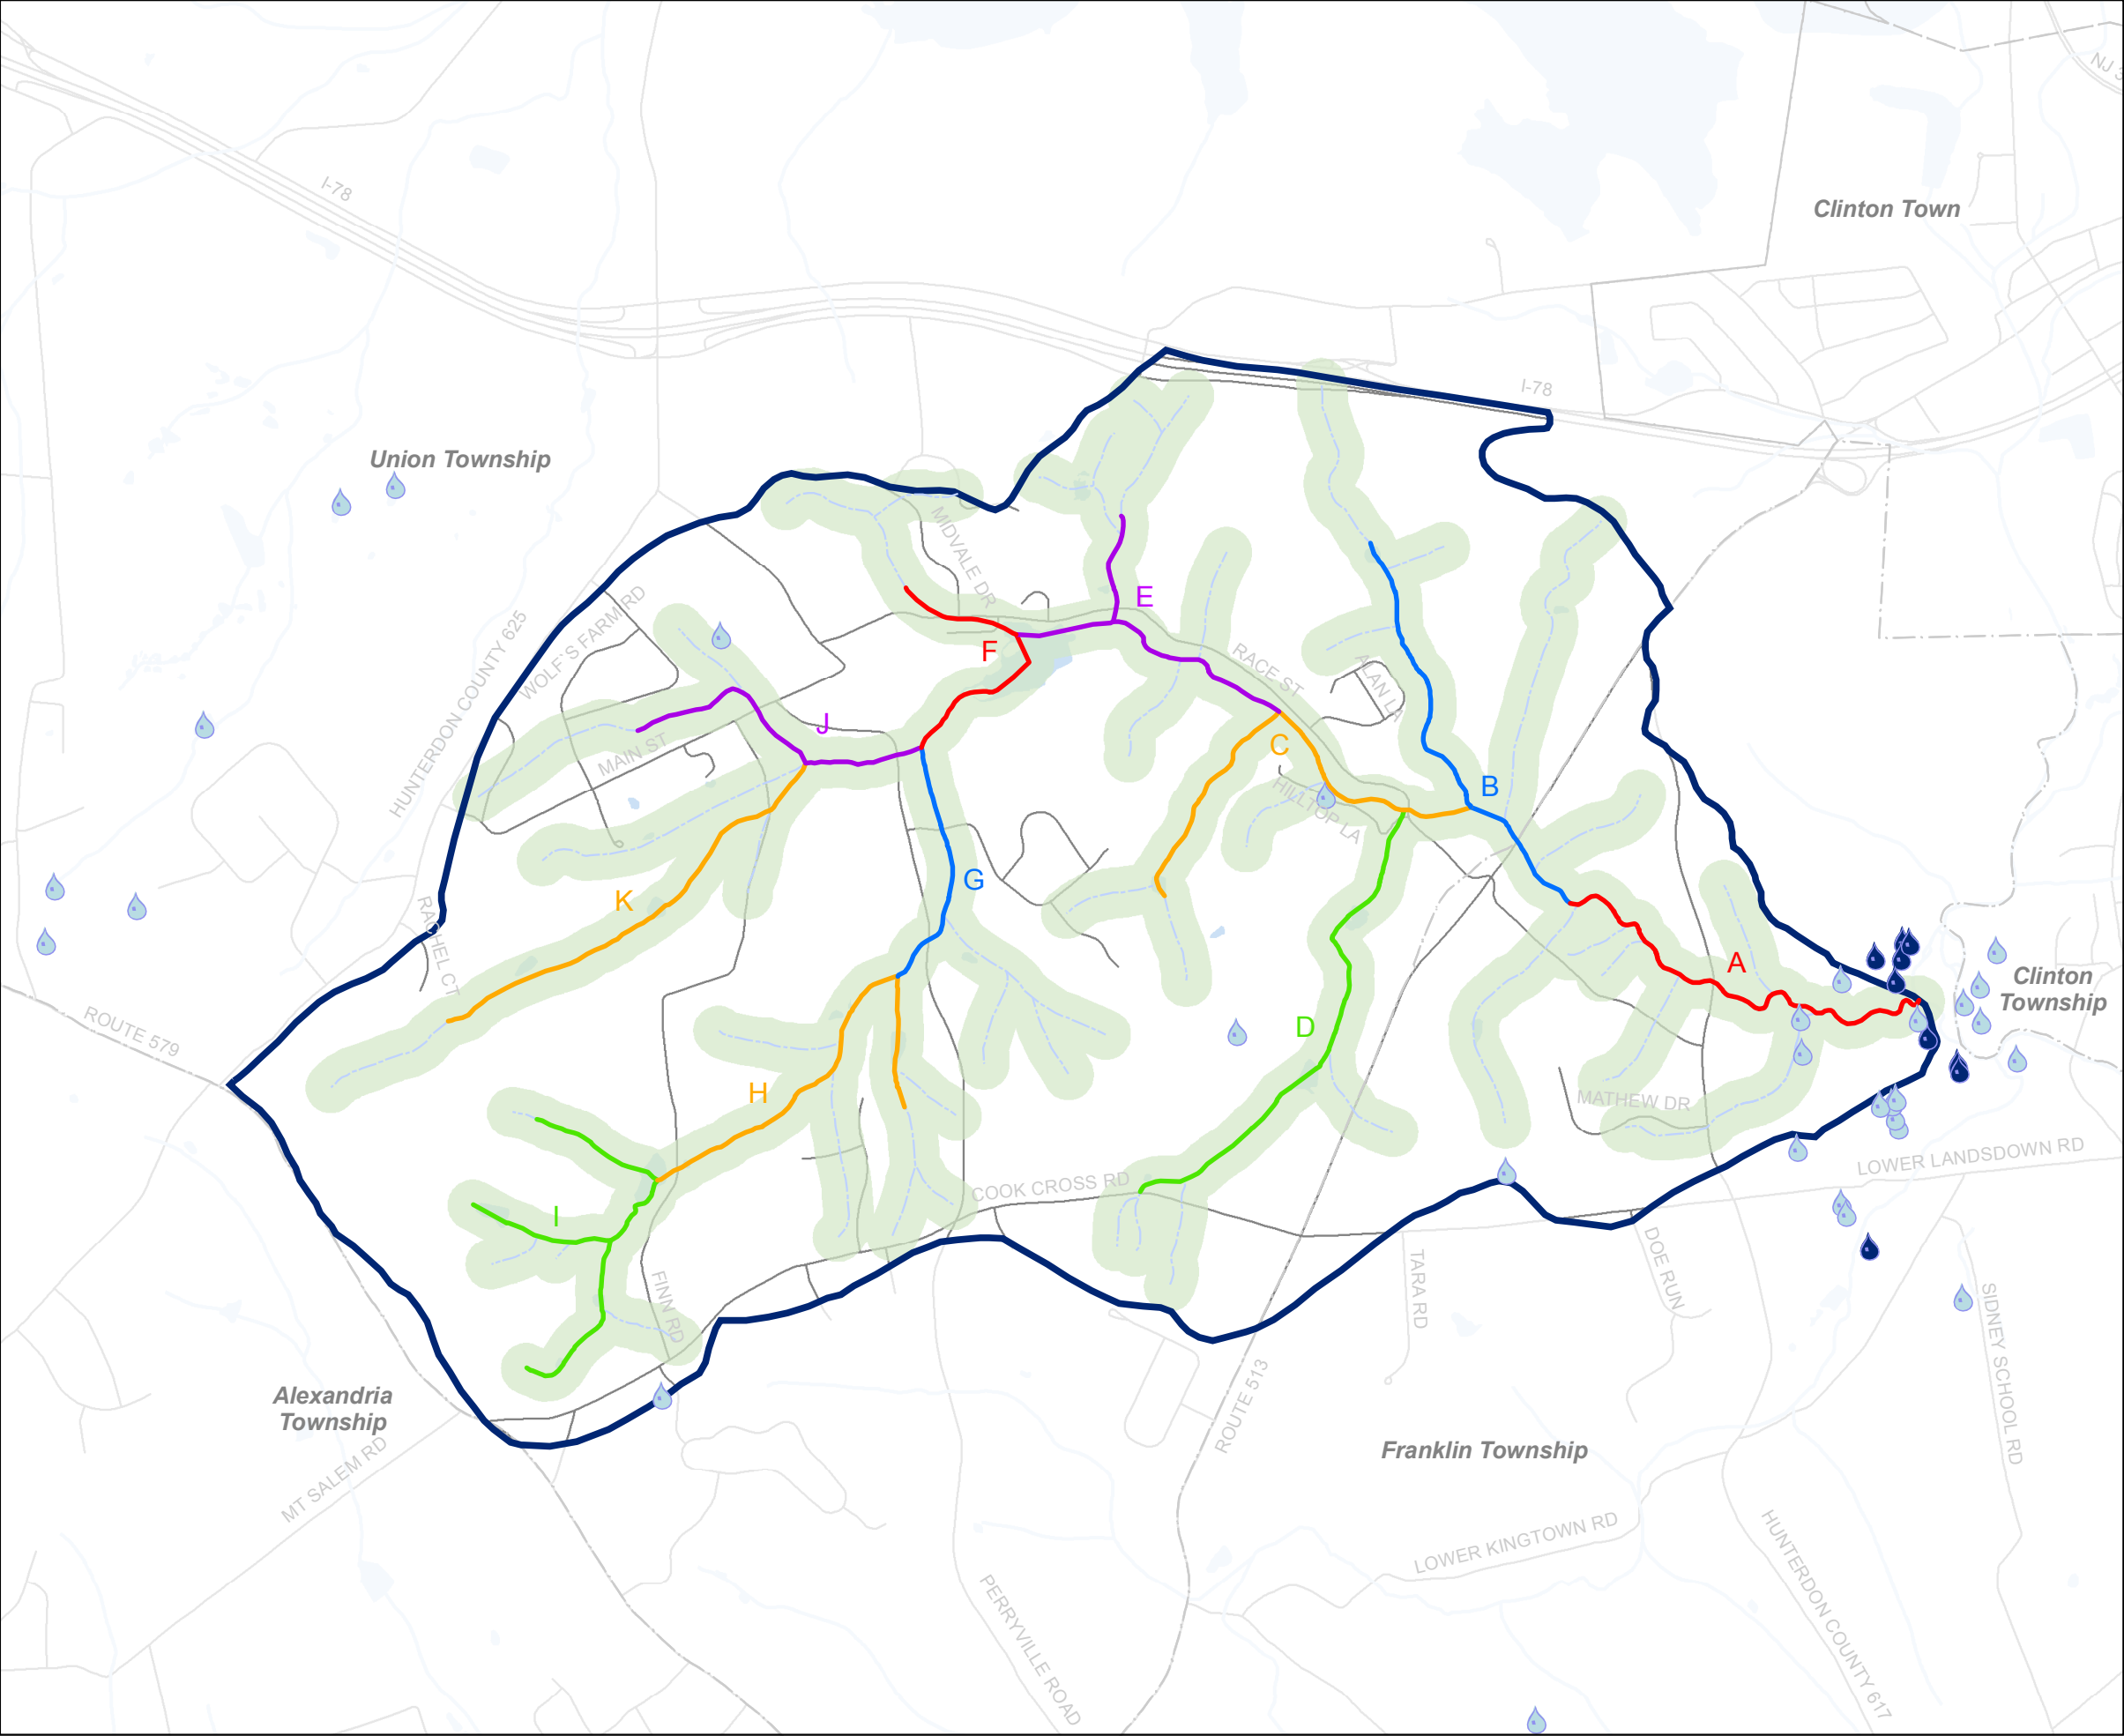 NJ 3
I-78
Clinton Town
I-78
Union Township
MIDVALE DR
E
WOLF`S FARM RD
HUNTERDON COUNTY 625
F
RACE ST
ALAN LA
J
C
MAIN ST
B
HILLTOP LA
G
K
RACHEL CT
A
Clinton
Township
ROUTE 579
D
H
MATHEW DR
LOWER LANSDOWN RD
COOK CROSS RD
I
FINN RD
TARA RD
DOE RUN
SIDNEY SCHOOL RD
Alexandria
Township
ROUTE 513
Franklin Township
MT SALEM RD
LOWER KINGTOWN RD
HUNTERDON COUNTY 617
PERRYVILLE ROAD